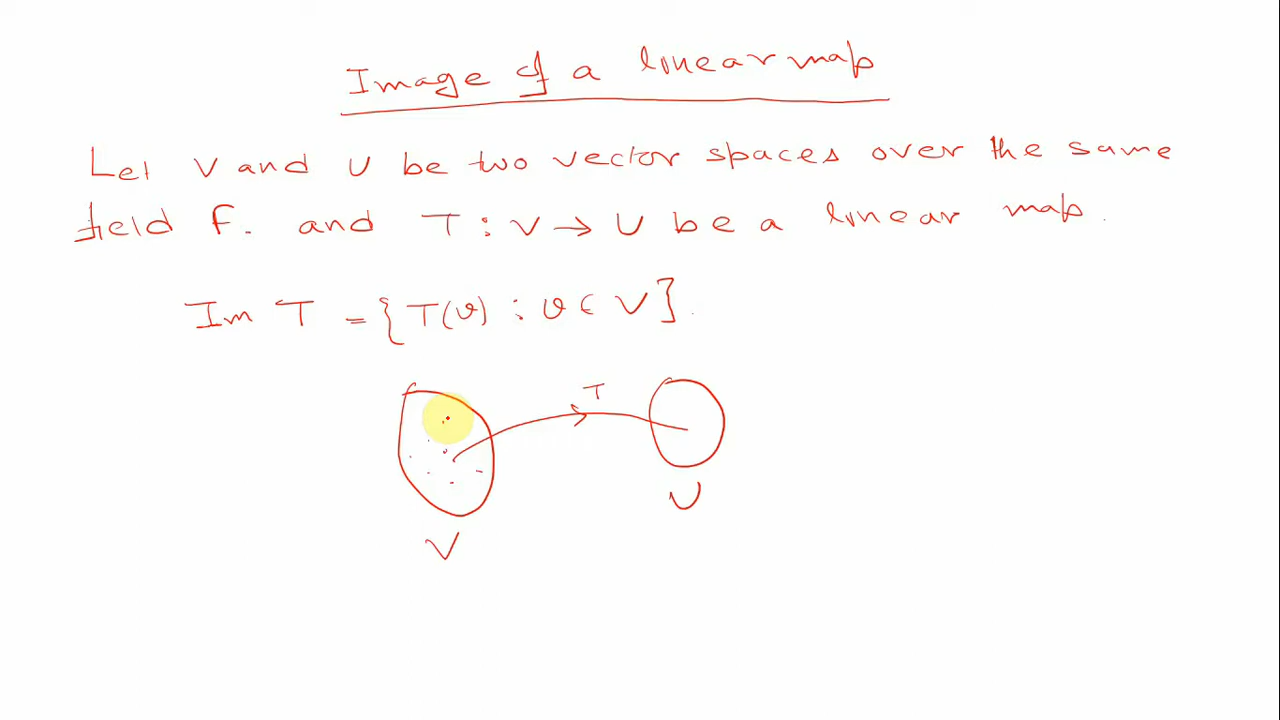 Image of a linear map
Let V and U be two vector spaces over the same
field F. and T : V → U be a linear map.
Im T = {T(v) : v ∈ V}.
T
U
V